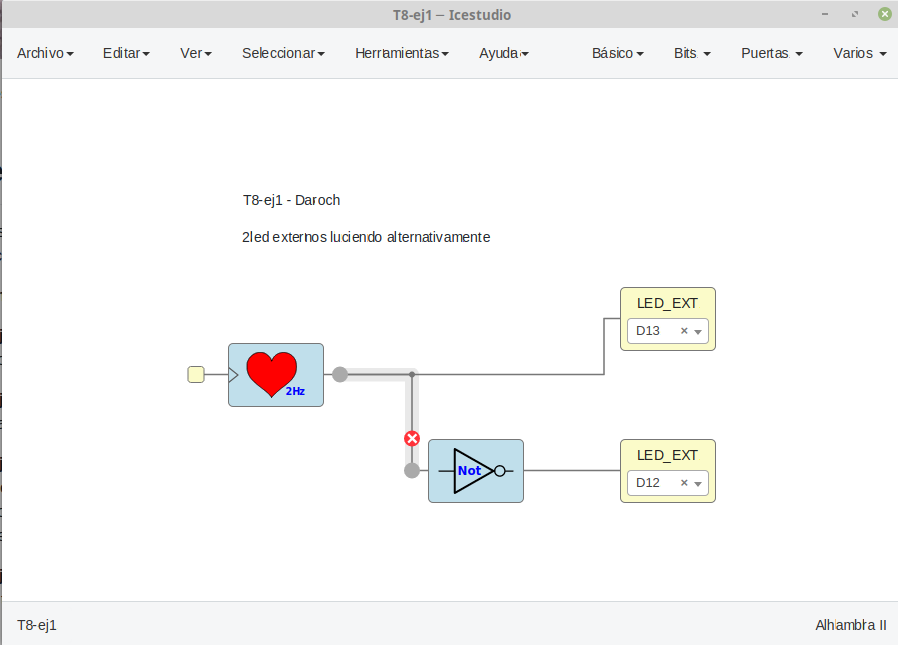 T8-ej1 – Icestudio
Archivo Editar Ver Seleccionar Herramientas Ayuda Básico Bits Puertas Varios
T8-ej1 - Daroch
2led externos luciendo alternativamente
LED_EXT
D13
2Hz
LED_EXT
Not
D12
T8-ej1 Alhambra II